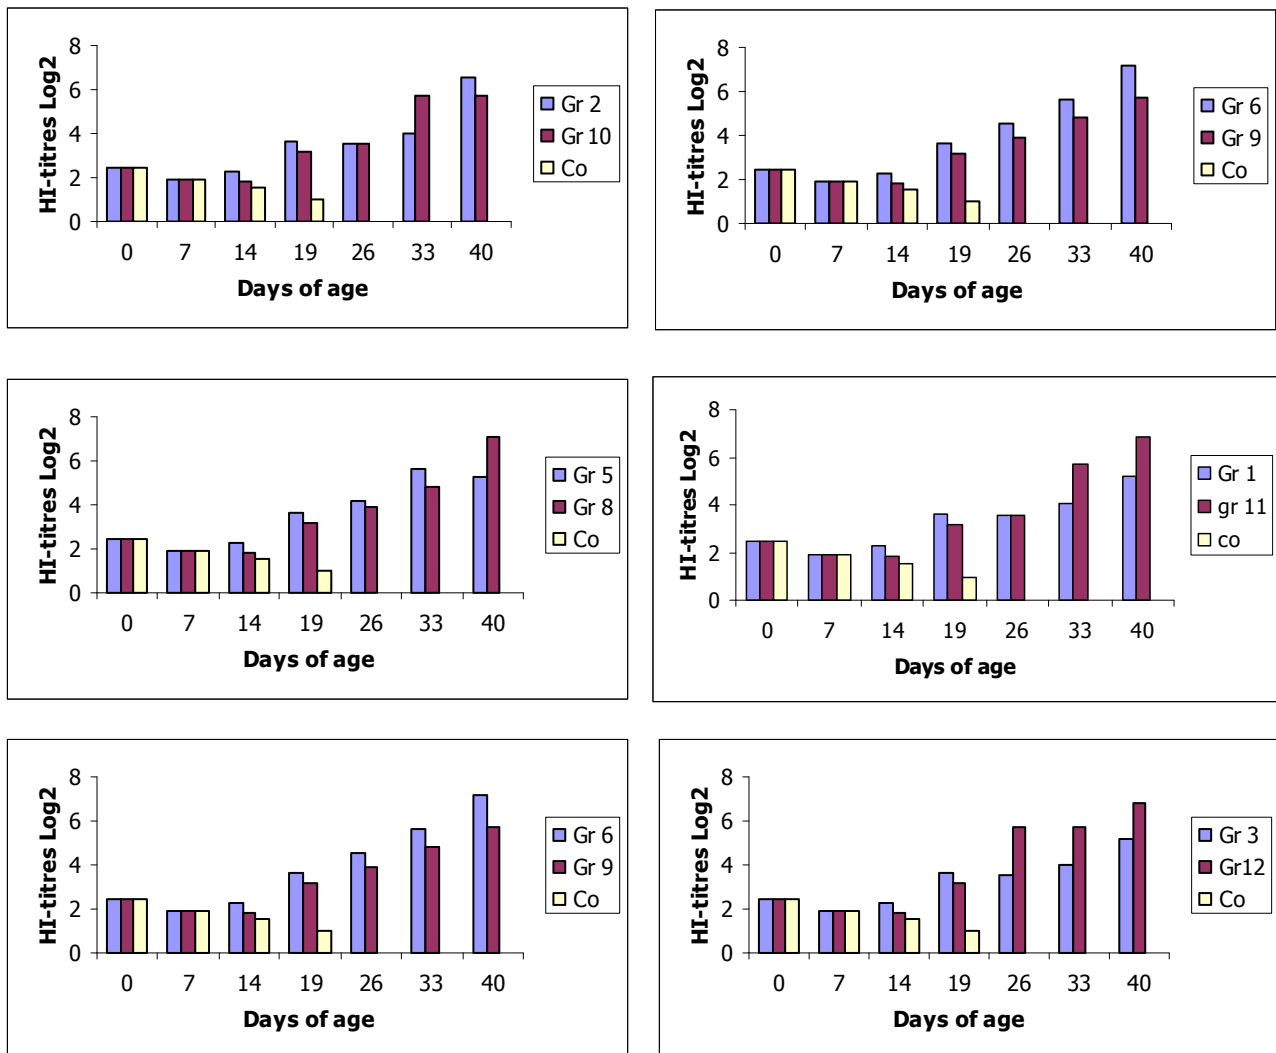 HI-titres Log2
8
6
4
2
0
0 7 14 19 26 33 40
Days of age
Gr 2
Gr 10
Co
HI-titres Log2
8
6
4
2
0
0 7 14 19 26 33 40
Days of age
Gr 6
Gr 9
Co
HI-titres Log2
8
6
4
2
0
0 7 14 19 26 33 40
Days of age
Gr 5
Gr 8
Co
HI-titres Log2
8
6
4
2
0
0 7 14 19 26 33 40
Days of age
Gr 1
gr 11
co
HI-titres Log2
8
6
4
2
0
0 7 14 19 26 33 40
Days of age
Gr 6
Gr 9
Co
HI-titres Log2
8
6
4
2
0
0 7 14 19 26 33 40
Days of age
Gr 3
Gr12
Co